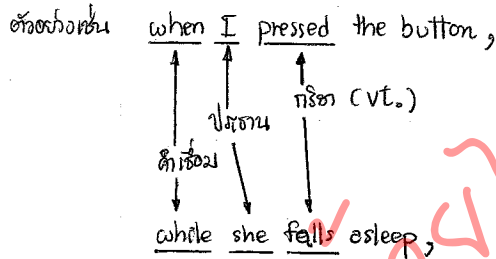 ตัวอย่างเช่น when I pressed the button,
กริยา (vt.)
ประธาน
คำเชื่อม
while she falls asleep,